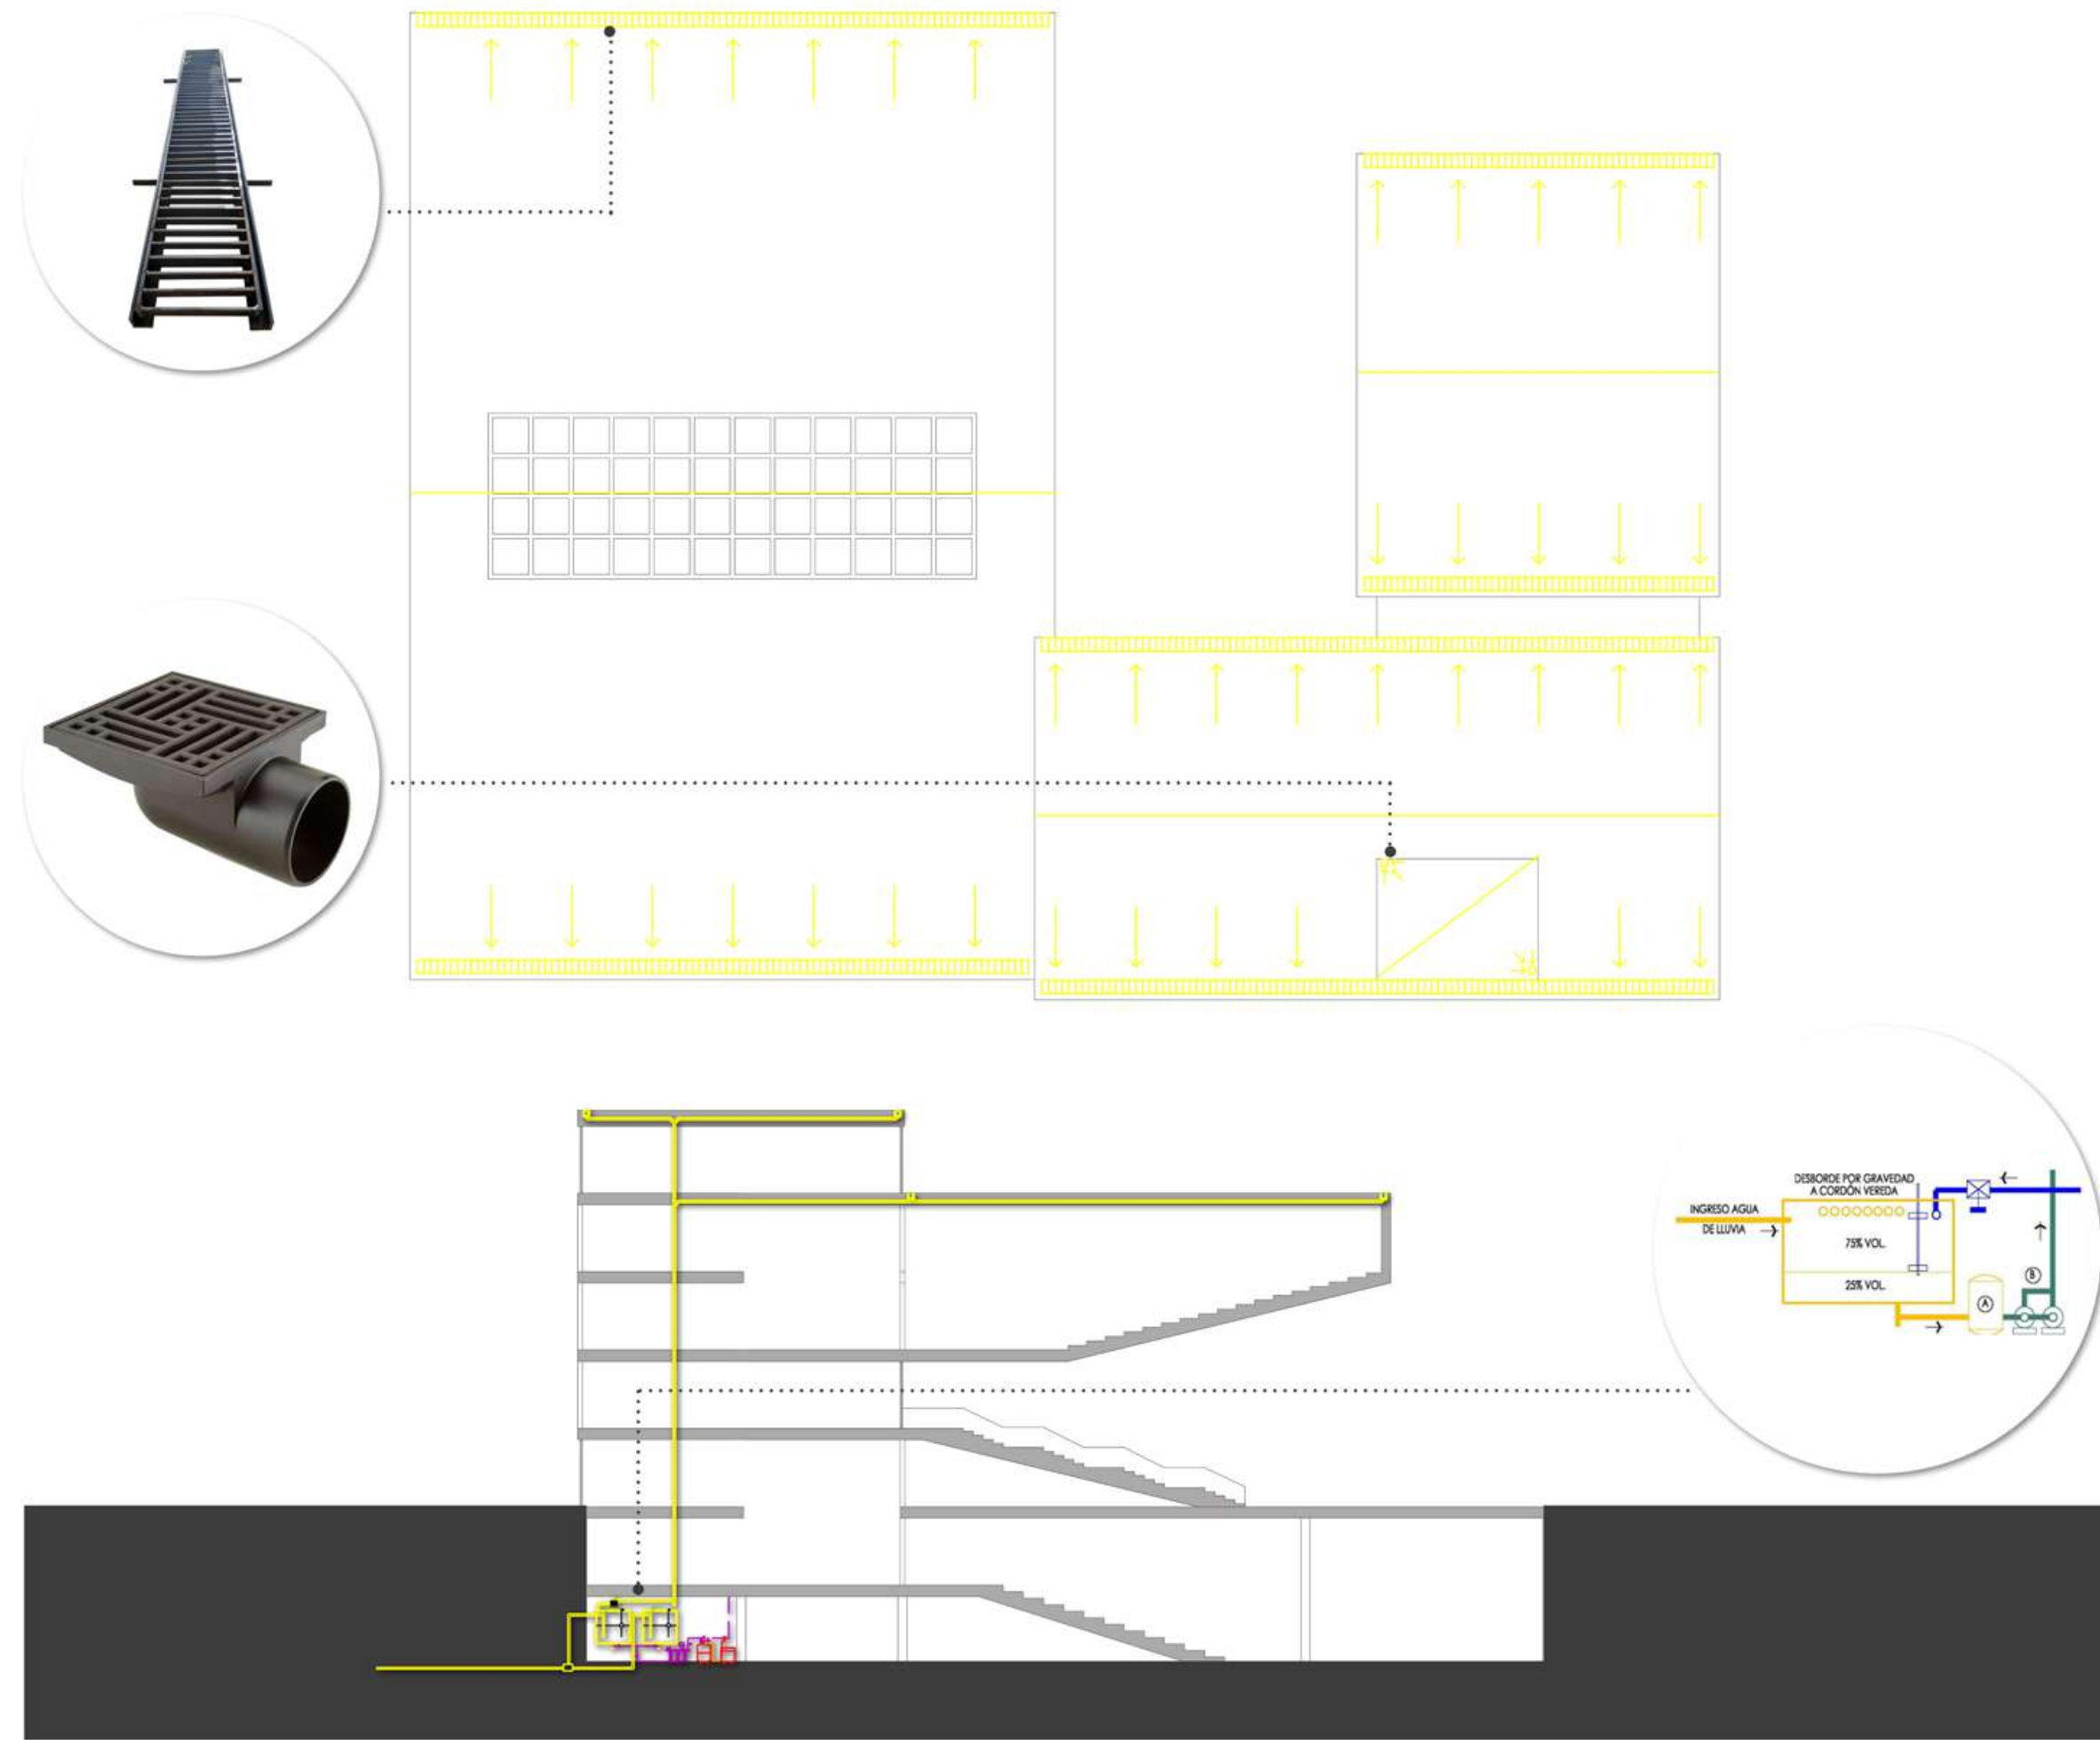 DESBORDE POR GRAVEDAD
A CORDÓN VEREDA
INGRESO AGUA
DE LLUVIA
75% VOL.
25% VOL.
B
A